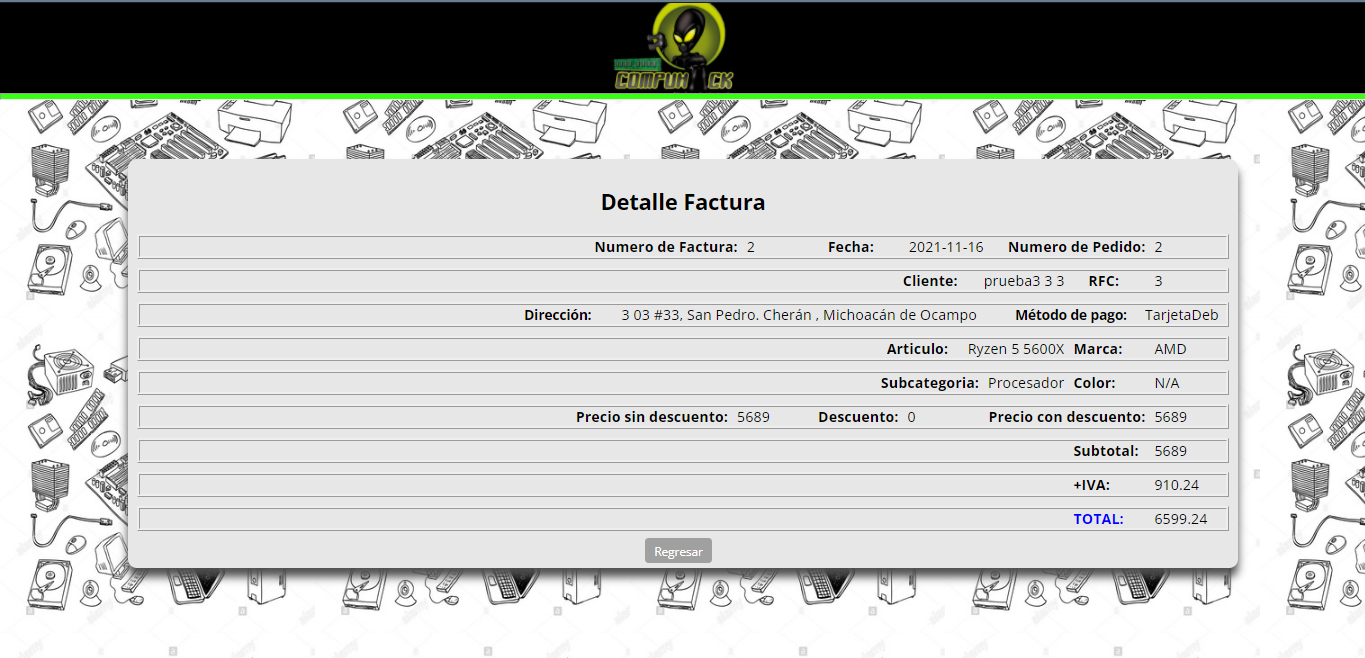 COMPUH CK
Detalle Factura
Numero de Factura: 2 Fecha: 2021-11-16 Numero de Pedido: 2
Cliente: prueba3 3 3 RFC: 3
Dirección: 3 03 #33, San Pedro. Cherán , Michoacán de Ocampo Método de pago: TarjetaDeb
Articulo: Ryzen 5 5600X Marca: AMD
Subcategoria: Procesador Color: N/A
Precio sin descuento: 5689 Descuento: 0 Precio con descuento: 5689
Subtotal: 5689
+IVA: 910.24
TOTAL: 6599.24
Regresar